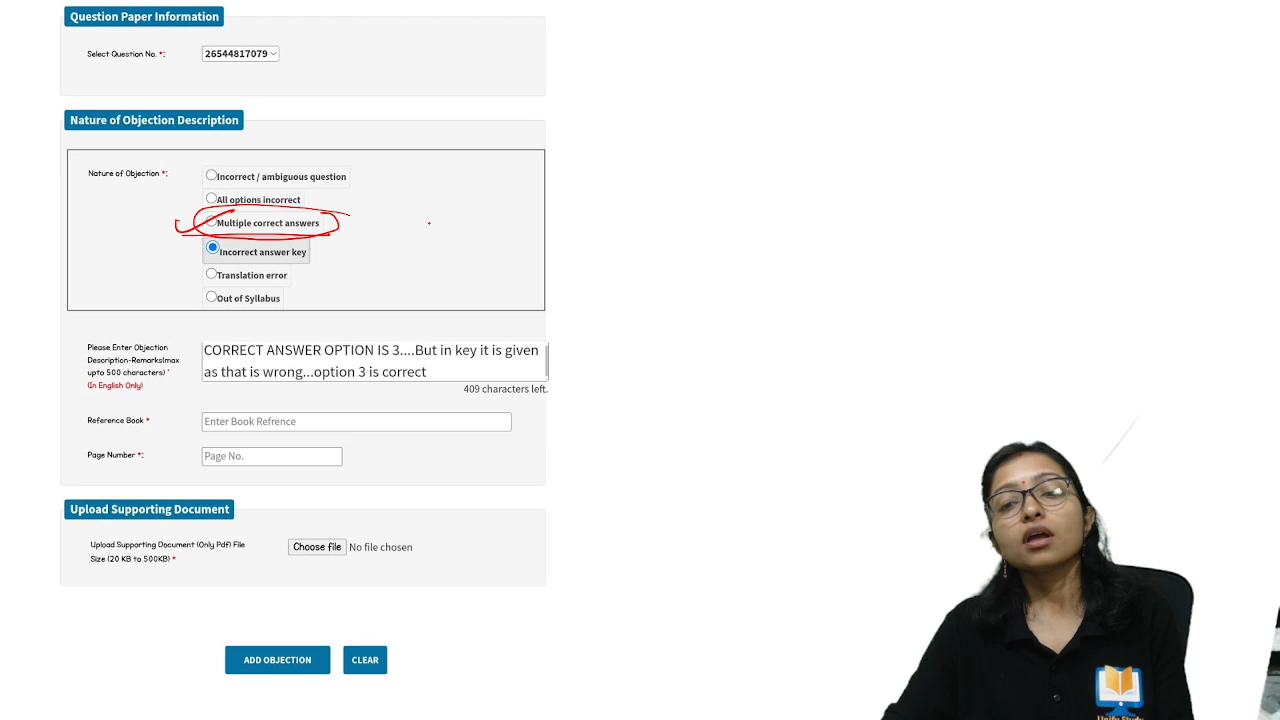 Question Paper Information
Select Question No. *:
26544817079
Nature of Objection Description
Nature of Objection *:
Incorrect / ambiguous question
All options incorrect
Multiple correct answers
Incorrect answer key
Translation error
Out of Syllabus
Please Enter Objection
Description-Remarks(max
upto 500 characters) *
(In English Only)
CORRECT ANSWER OPTION IS 3....But in key it is given
as that is wrong...option 3 is correct
409 characters left.
Reference Book *
Enter Book Refrence
Page Number *:
Page No.
Upload Supporting Document
Upload Supporting Document (Only Pdf) File
Size (20 KB to 500KB) *
Choose file No file chosen
ADD OBJECTION
CLEAR
Unify Study